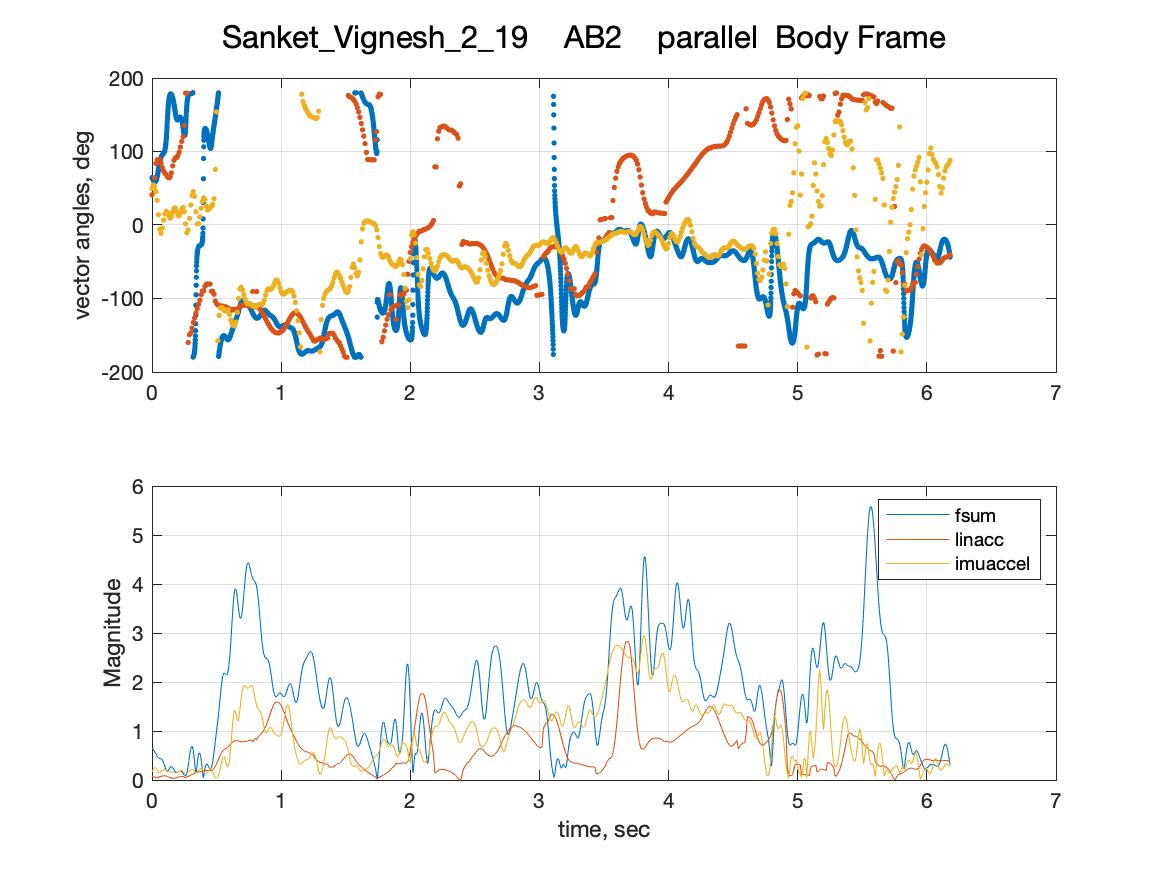 Sanket_Vignesh_2_19 AB2 parallel Body Frame
200
100
0
-100
-200
vector angles, deg
0 1 2 3 4 5 6 7
6
5
4
3
2
1
0
Magnitude
fsum
linacc
imuaccel
0 1 2 3 4 5 6 7
time, sec